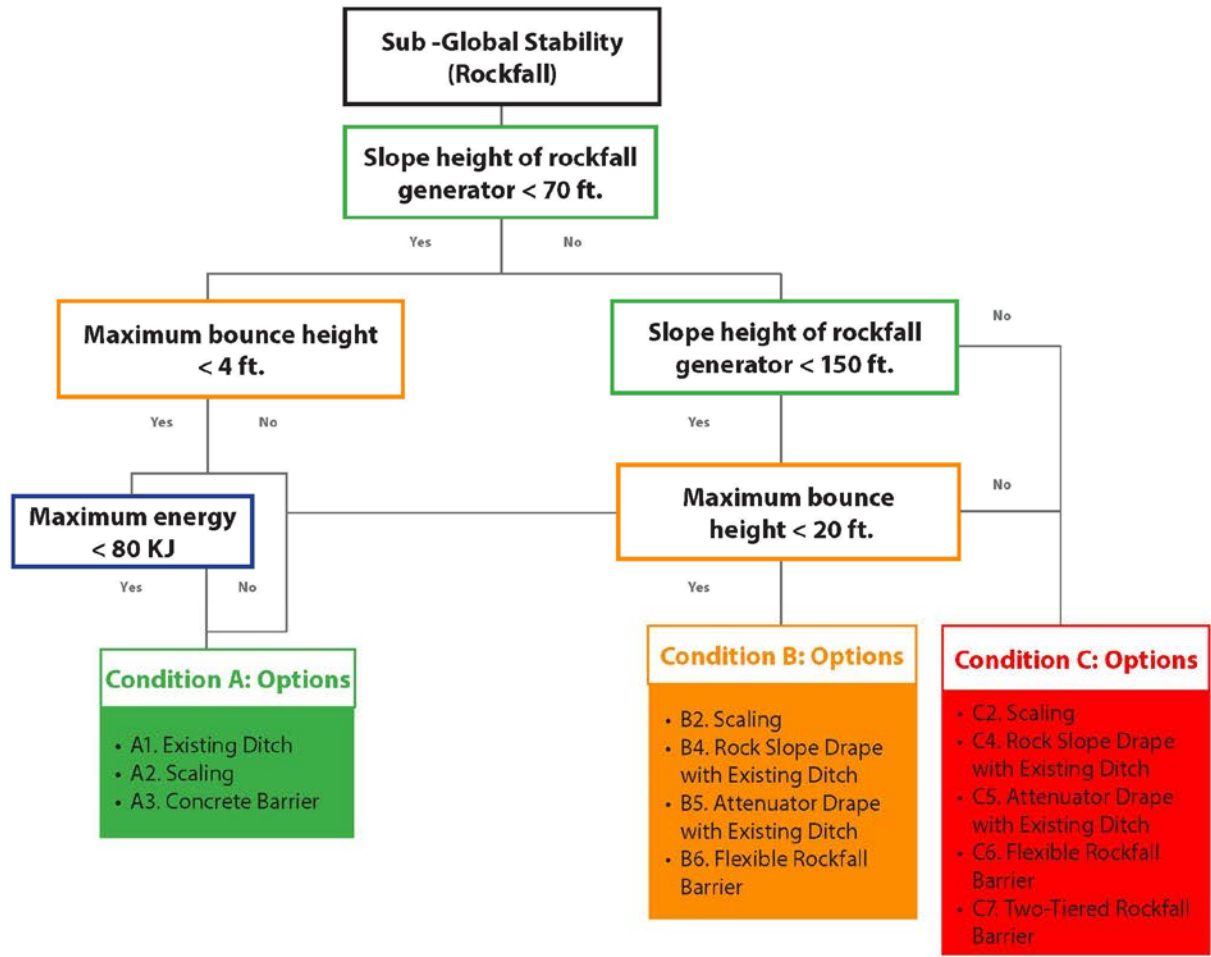 Sub -Global Stability
(Rockfall)
Slope height of rockfall
generator < 70 ft.
Yes
No
Maximum bounce height
< 4 ft.
Slope height of rockfall
generator < 150 ft.
No
Yes
No
Yes
Maximum energy
< 80 KJ
Maximum bounce
height < 20 ft.
No
Yes
No
Yes
Condition A: Options
• A1. Existing Ditch
• A2. Scaling
• A3. Concrete Barrier
Condition B: Options
• B2. Scaling
• B4. Rock Slope Drape
with Existing Ditch
• B5. Attenuator Drape
with Existing Ditch
• B6. Flexible Rockfall
Barrier
Condition C: Options
• C2. Scaling
• C4. Rock Slope Drape
with Existing Ditch
• C5. Attenuator Drape
with Existing Ditch
• C6. Flexible Rockfall
Barrier
• C7. Two-Tiered Rockfall
Barrier